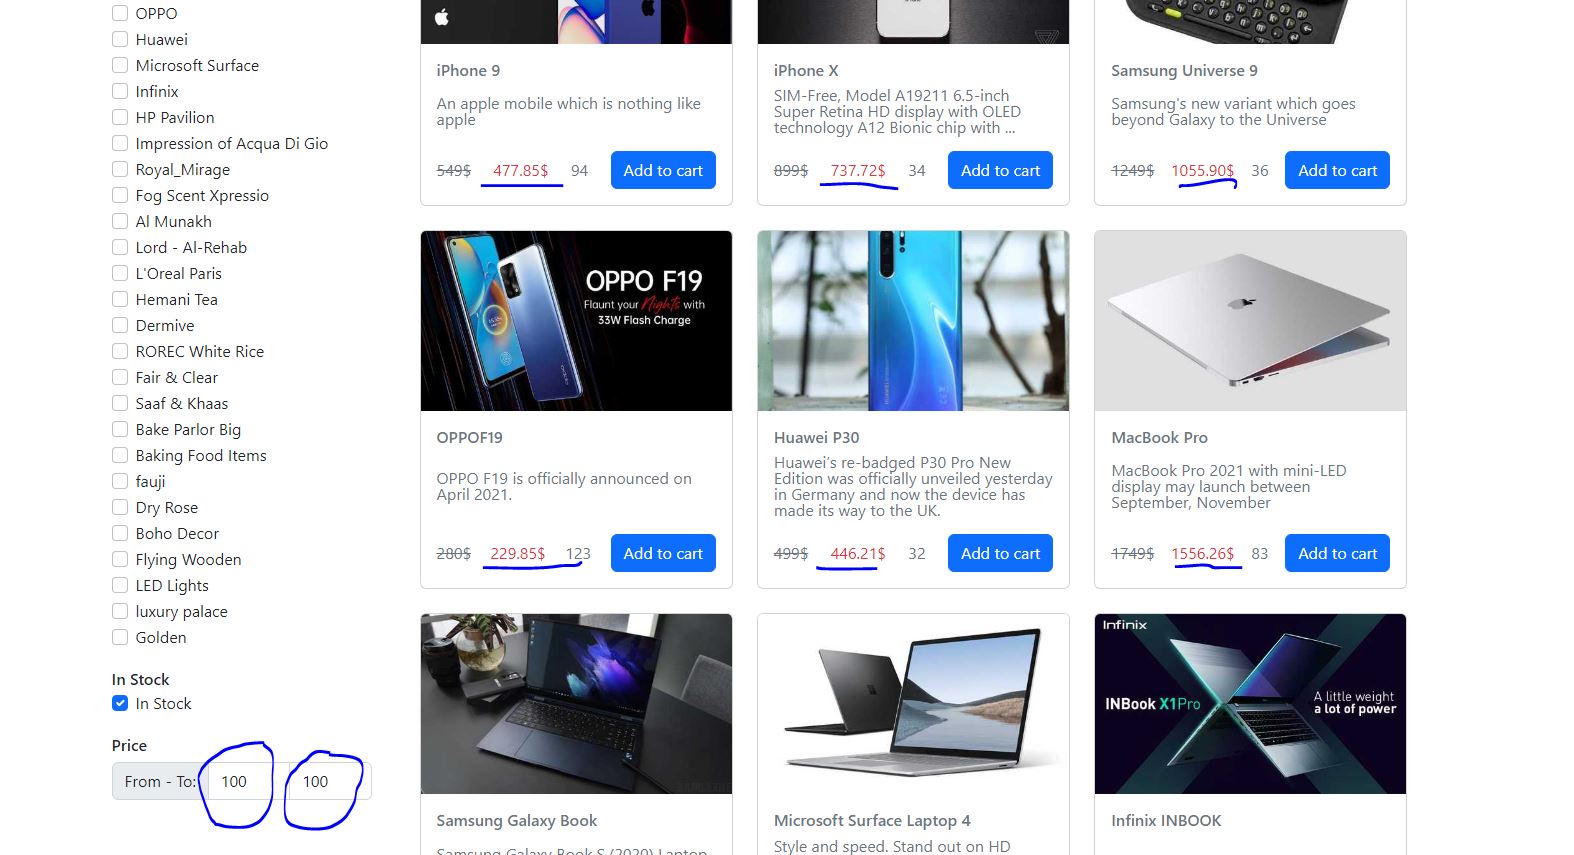 OPPO
Huawei
Microsoft Surface
Infinix
HP Pavilion
Impression of Acqua Di Gio
Royal_Mirage
Fog Scent Xpressio
Al Munakh
Lord - Al-Rehab
L'Oreal Paris
Hemani Tea
Dermive
ROREC White Rice
Fair & Clear
Saaf & Khaas
Bake Parlor Big
Baking Food Items
fauji
Dry Rose
Boho Decor
Flying Wooden
LED Lights
luxury palace
Golden
In Stock
In Stock
Price
From - To: 100 100
iPhone 9
An apple mobile which is nothing like
apple
549$ 477.85$ 94 Add to cart
iPhone X
SIM-Free, Model A19211 6.5-inch
Super Retina HD display with OLED
technology A12 Bionic chip with ...
899$ 737.72$ 34 Add to cart
Samsung Universe 9
Samsung's new variant which goes
beyond Galaxy to the Universe
1249$ 1055.90$ 36 Add to cart
OPPO F19
Flaunt your Nights with
33W Flash Charge
OPPOF19
OPPO F19 is officially announced on
April 2021.
280$ 229.85$ 123 Add to cart
Huawei P30
Huawei's re-badged P30 Pro New
Edition was officially unveiled yesterday
in Germany and now the device has
made its way to the UK.
499$ 446.21$ 32 Add to cart
MacBook Pro
MacBook Pro 2021 with mini-LED
display may launch between
September, November
1749$ 1556.26$ 83 Add to cart
Samsung Galaxy Book
Samsung Galaxy Book S (2020) Laptop
Microsoft Surface Laptop 4
Style and speed. Stand out on HD
Infinix
INBook X1Pro
A little weight
a lot of power
Infinix INBOOK